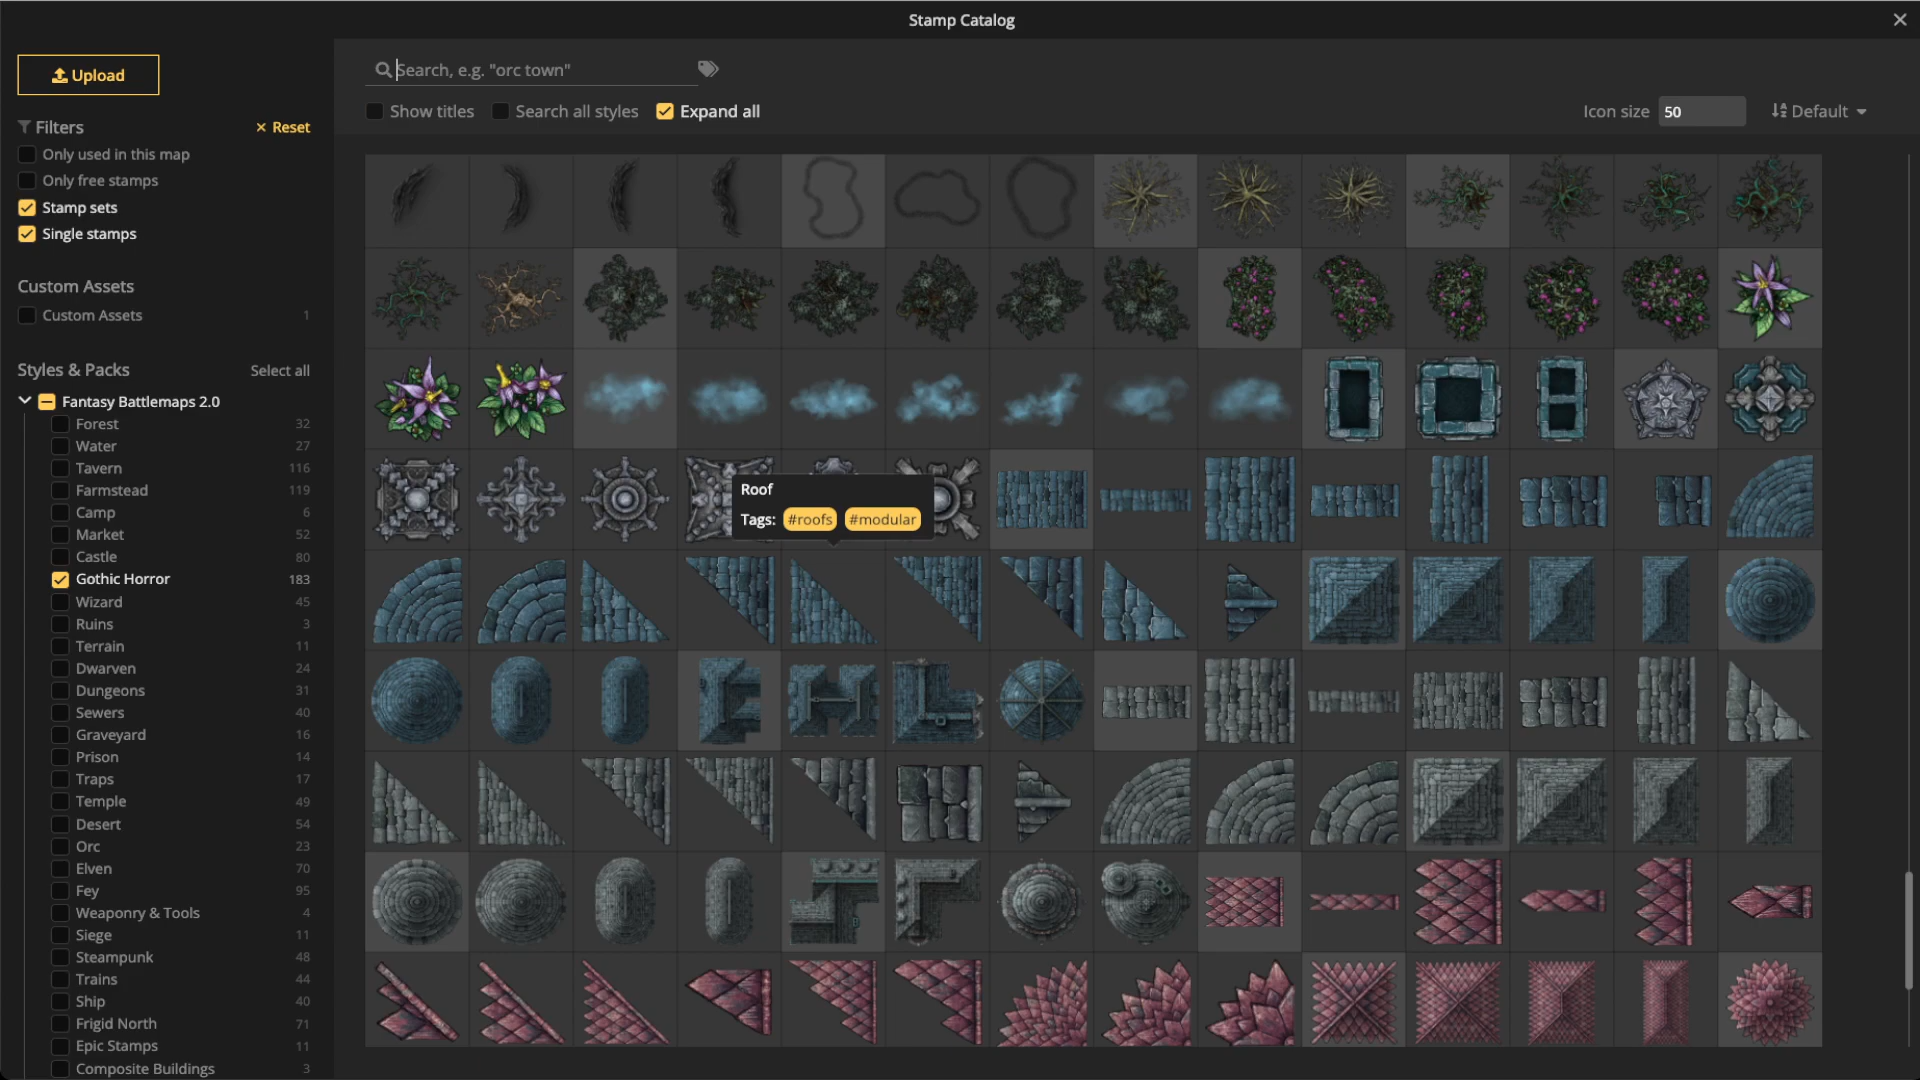 Stamp Catalog
Upload
Search, e.g. "orc town"
Show titles
Search all styles
Expand all
Icon size 50
Default
Filters
Reset
Only used in this map
Only free stamps
Stamp sets
Single stamps
Custom Assets
Custom Assets 1
Styles & Packs Select all
Fantasy Battlemaps 2.0
Forest 32
Water 27
Tavern 116
Farmstead 119
Camp 6
Market 52
Castle 80
Gothic Horror 183
Wizard 45
Ruins 3
Terrain 11
Dwarven 24
Dungeons 31
Sewers 40
Graveyard 16
Prison 14
Traps 17
Temple 49
Desert 54
Orc 23
Elven 70
Fey 95
Weaponry & Tools 4
Siege 11
Steampunk 48
Trains 44
Ship 40
Frigid North 71
Epic Stamps 11
Composite Buildings 3
Roof
Tags: #roofs #modular